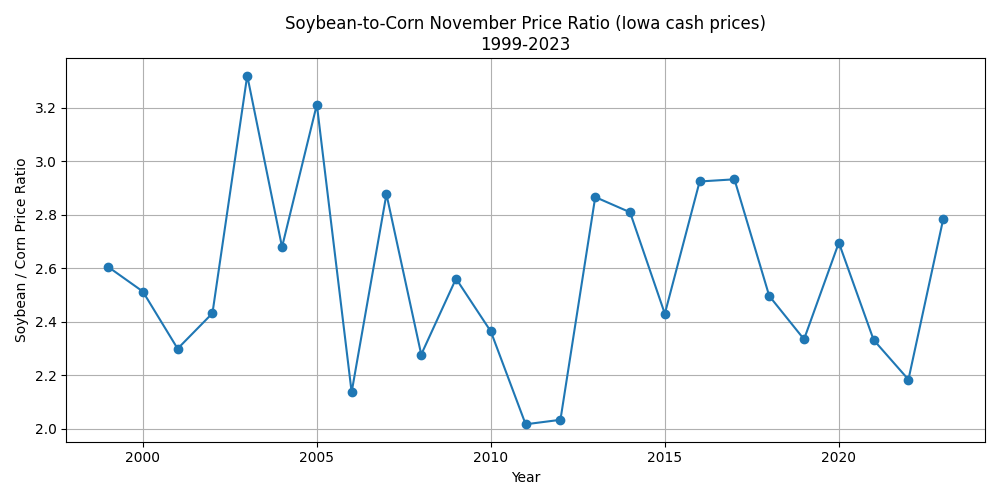 Soybean-to-Corn November Price Ratio (Iowa cash prices)
1999-2023
Soybean / Corn Price Ratio
3.2
3.0
2.8
2.6
2.4
2.2
2.0
2000 2005 2010 2015 2020
Year